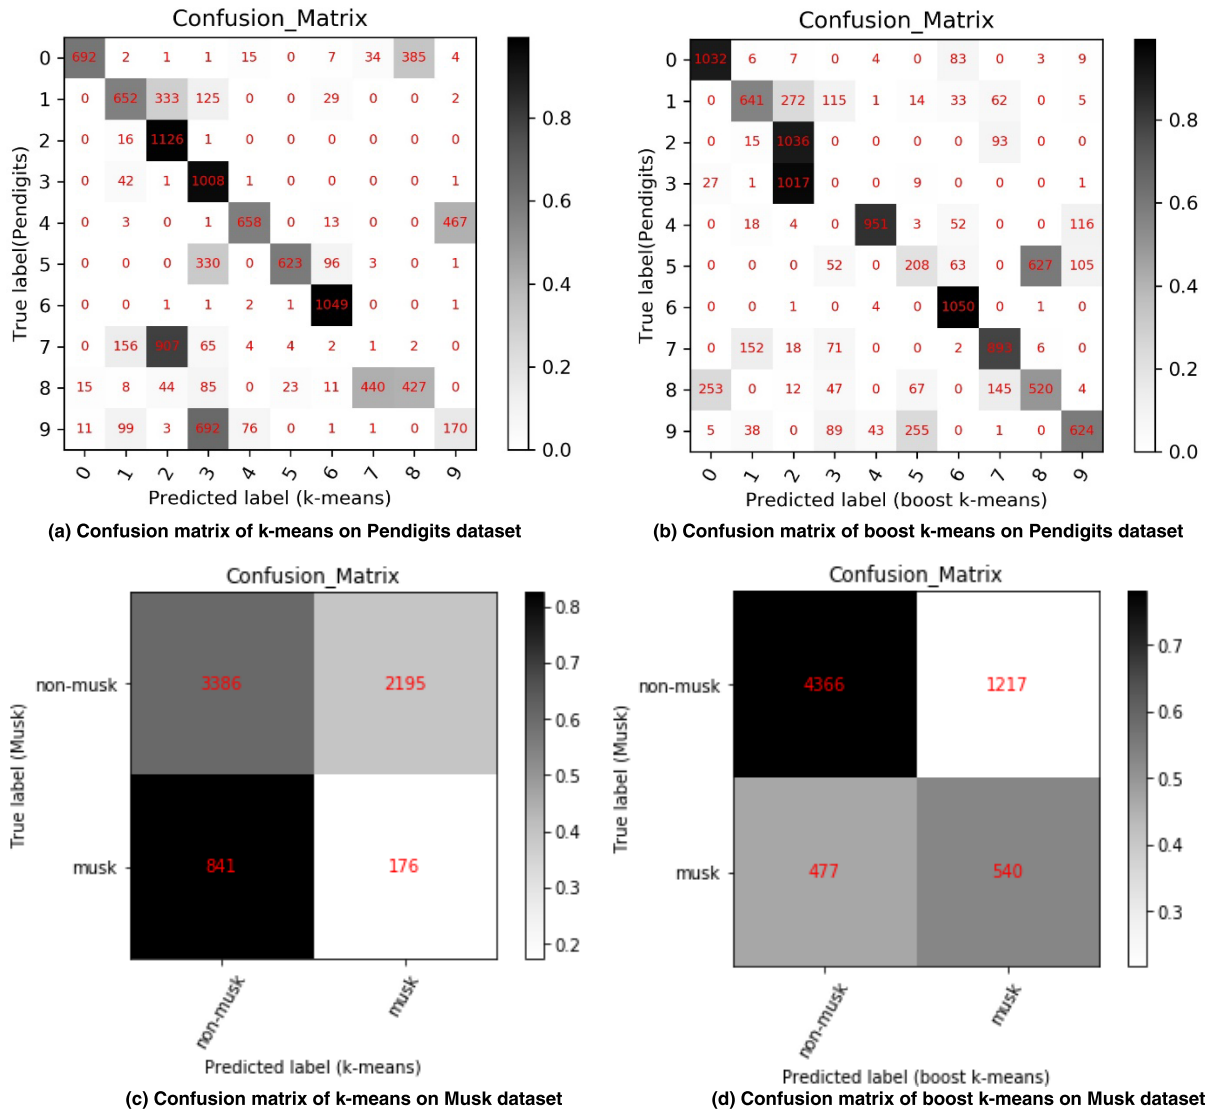 Confusion_Matrix
True label(Pendigits)
0 692 2 1 1 15 0 7 34 385 4
1 0 652 333 125 0 0 29 0 0 2
2 0 16 1126 1 0 0 0 0 0 0
3 0 42 1 1008 1 0 0 0 0 1
4 0 3 0 1 658 0 13 0 0 467
5 0 0 0 330 0 623 96 3 0 1
6 0 0 1 1 2 1 1049 0 0 1
7 0 156 907 65 4 4 2 1 2 0
8 15 8 44 85 0 23 11 440 427 0
9 11 99 3 692 76 0 1 1 0 170
0 1 2 3 4 5 6 7 8 9
Predicted label (k-means)
0.8
0.6
0.4
0.2
0.0
(a) Confusion matrix of k-means on Pendigits dataset
Confusion_Matrix
True label(Pendigits)
0 1032 6 7 0 4 0 83 0 3 9
1 0 641 272 115 1 14 33 62 0 5
2 0 15 1036 0 0 0 0 93 0 0
3 27 1 1017 0 0 9 0 0 0 1
4 0 18 4 0 951 3 52 0 0 116
5 0 0 0 52 0 208 63 0 627 105
6 0 0 1 0 4 0 1050 0 1 0
7 0 152 18 71 0 0 2 893 6 0
8 253 0 12 47 0 67 0 145 520 4
9 5 38 0 89 43 255 0 1 0 624
0 1 2 3 4 5 6 7 8 9
Predicted label (boost k-means)
0.8
0.6
0.4
0.2
0.0
(b) Confusion matrix of boost k-means on Pendigits dataset
Confusion_Matrix
True label (Musk)
non-musk 3386 2195
musk 841 176
non-musk musk
Predicted label (k-means)
0.8
0.7
0.6
0.5
0.4
0.3
0.2
(c) Confusion matrix of k-means on Musk dataset
Confusion_Matrix
True label (Musk)
non-musk 4366 1217
musk 477 540
non-musk musk
Predicted label (boost k-means)
0.7
0.6
0.5
0.4
0.3
(d) Confusion matrix of boost k-means on Musk dataset